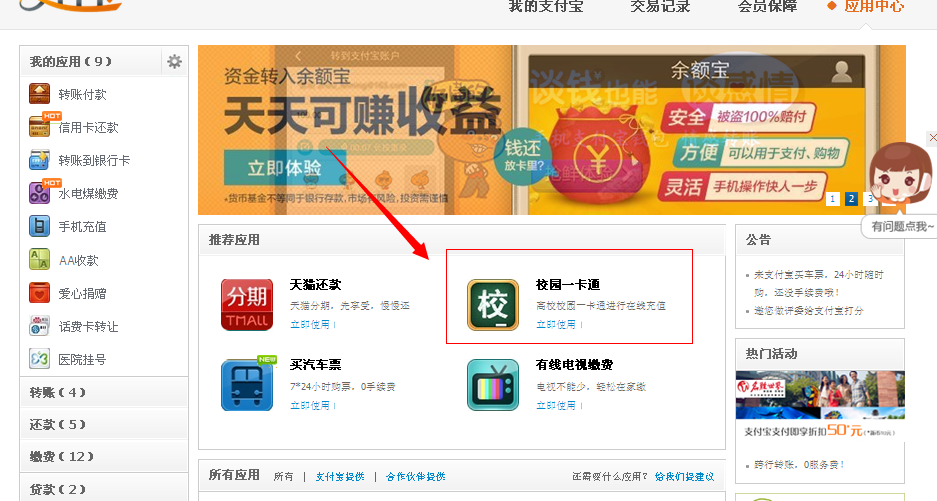 我的支付宝 交易记录 会员保障 应用中心
我的应用 ( 9 )
转账付款
HOT
信用卡还款
转账到银行卡
HOT
水电煤缴费
手机充值
AA收款
爱心捐赠
话费卡转让
医院挂号
转账 ( 4 )
还款 ( 5 )
缴费 ( 12 )
贷款 ( 2 )
转到支付宝账户
资金转入余额宝
天天可赚收益
立即体验
*货币基金不等同于银行存款,市场有风险,投资需谨慎
谈钱也能谈感情
钱还
放卡里?
余额宝
安全 被盗100%赔付
方便 可以用于支付、购物
灵活 手机操作快人一步
1 2 3
有问题点我~
推荐应用
分期
TMALL
天猫还款
天猫分期,先享受,慢慢还
立即使用
校
校园一卡通
高校校园一卡通进行在线充值
立即使用
NEW
买汽车票
7*24小时购票,0手续费
立即使用
有线电视缴费
电视不能少,轻松在家缴
立即使用
所有应用 所有 | 支付宝提供 | 合作伙伴提供 还需要什么应用? 给我们提建议
公告
来支付宝买车票,24小时随时
购,还没手续费哦!
邀您做评委给支付宝打分
热门活动
支付宝支付即享折扣50元
跨行转账,0服务费!